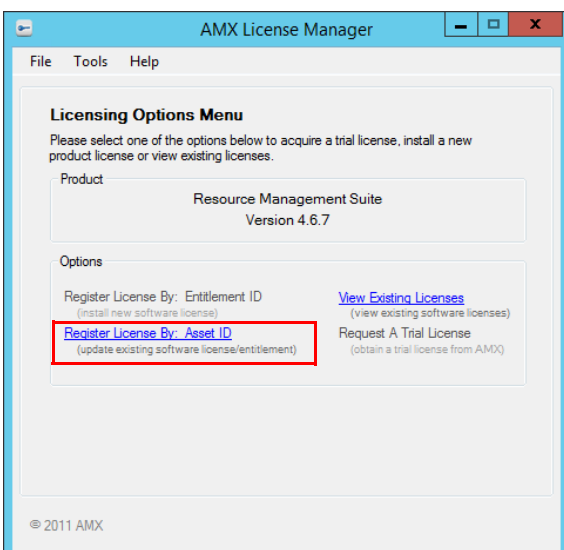 AMX License Manager
File Tools Help
Licensing Options Menu
Please select one of the options below to acquire a trial license, install a new
product license or view existing licenses.
Product
Resource Management Suite
Version 4.6.7
Options
Register License By: Entitlement ID
(install new software license)
View Existing Licenses
(view existing software licenses)
Register License By: Asset ID
(update existing software license/entitlement)
Request A Trial License
(obtain a trial license from AMX)
© 2011 AMX